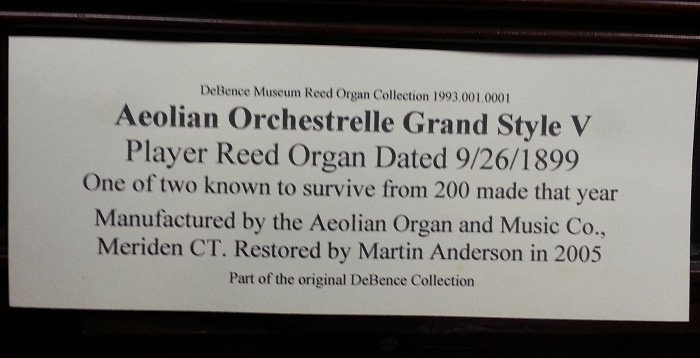 DeBence Museum Reed Organ Collection 1993.001.0001
Aeolian Orchestrelle Grand Style V
Player Reed Organ Dated 9/26/1899
One of two known to survive from 200 made that year
Manufactured by the Aeolian Organ and Music Co.,
Meriden CT. Restored by Martin Anderson in 2005
Part of the original DeBence Collection